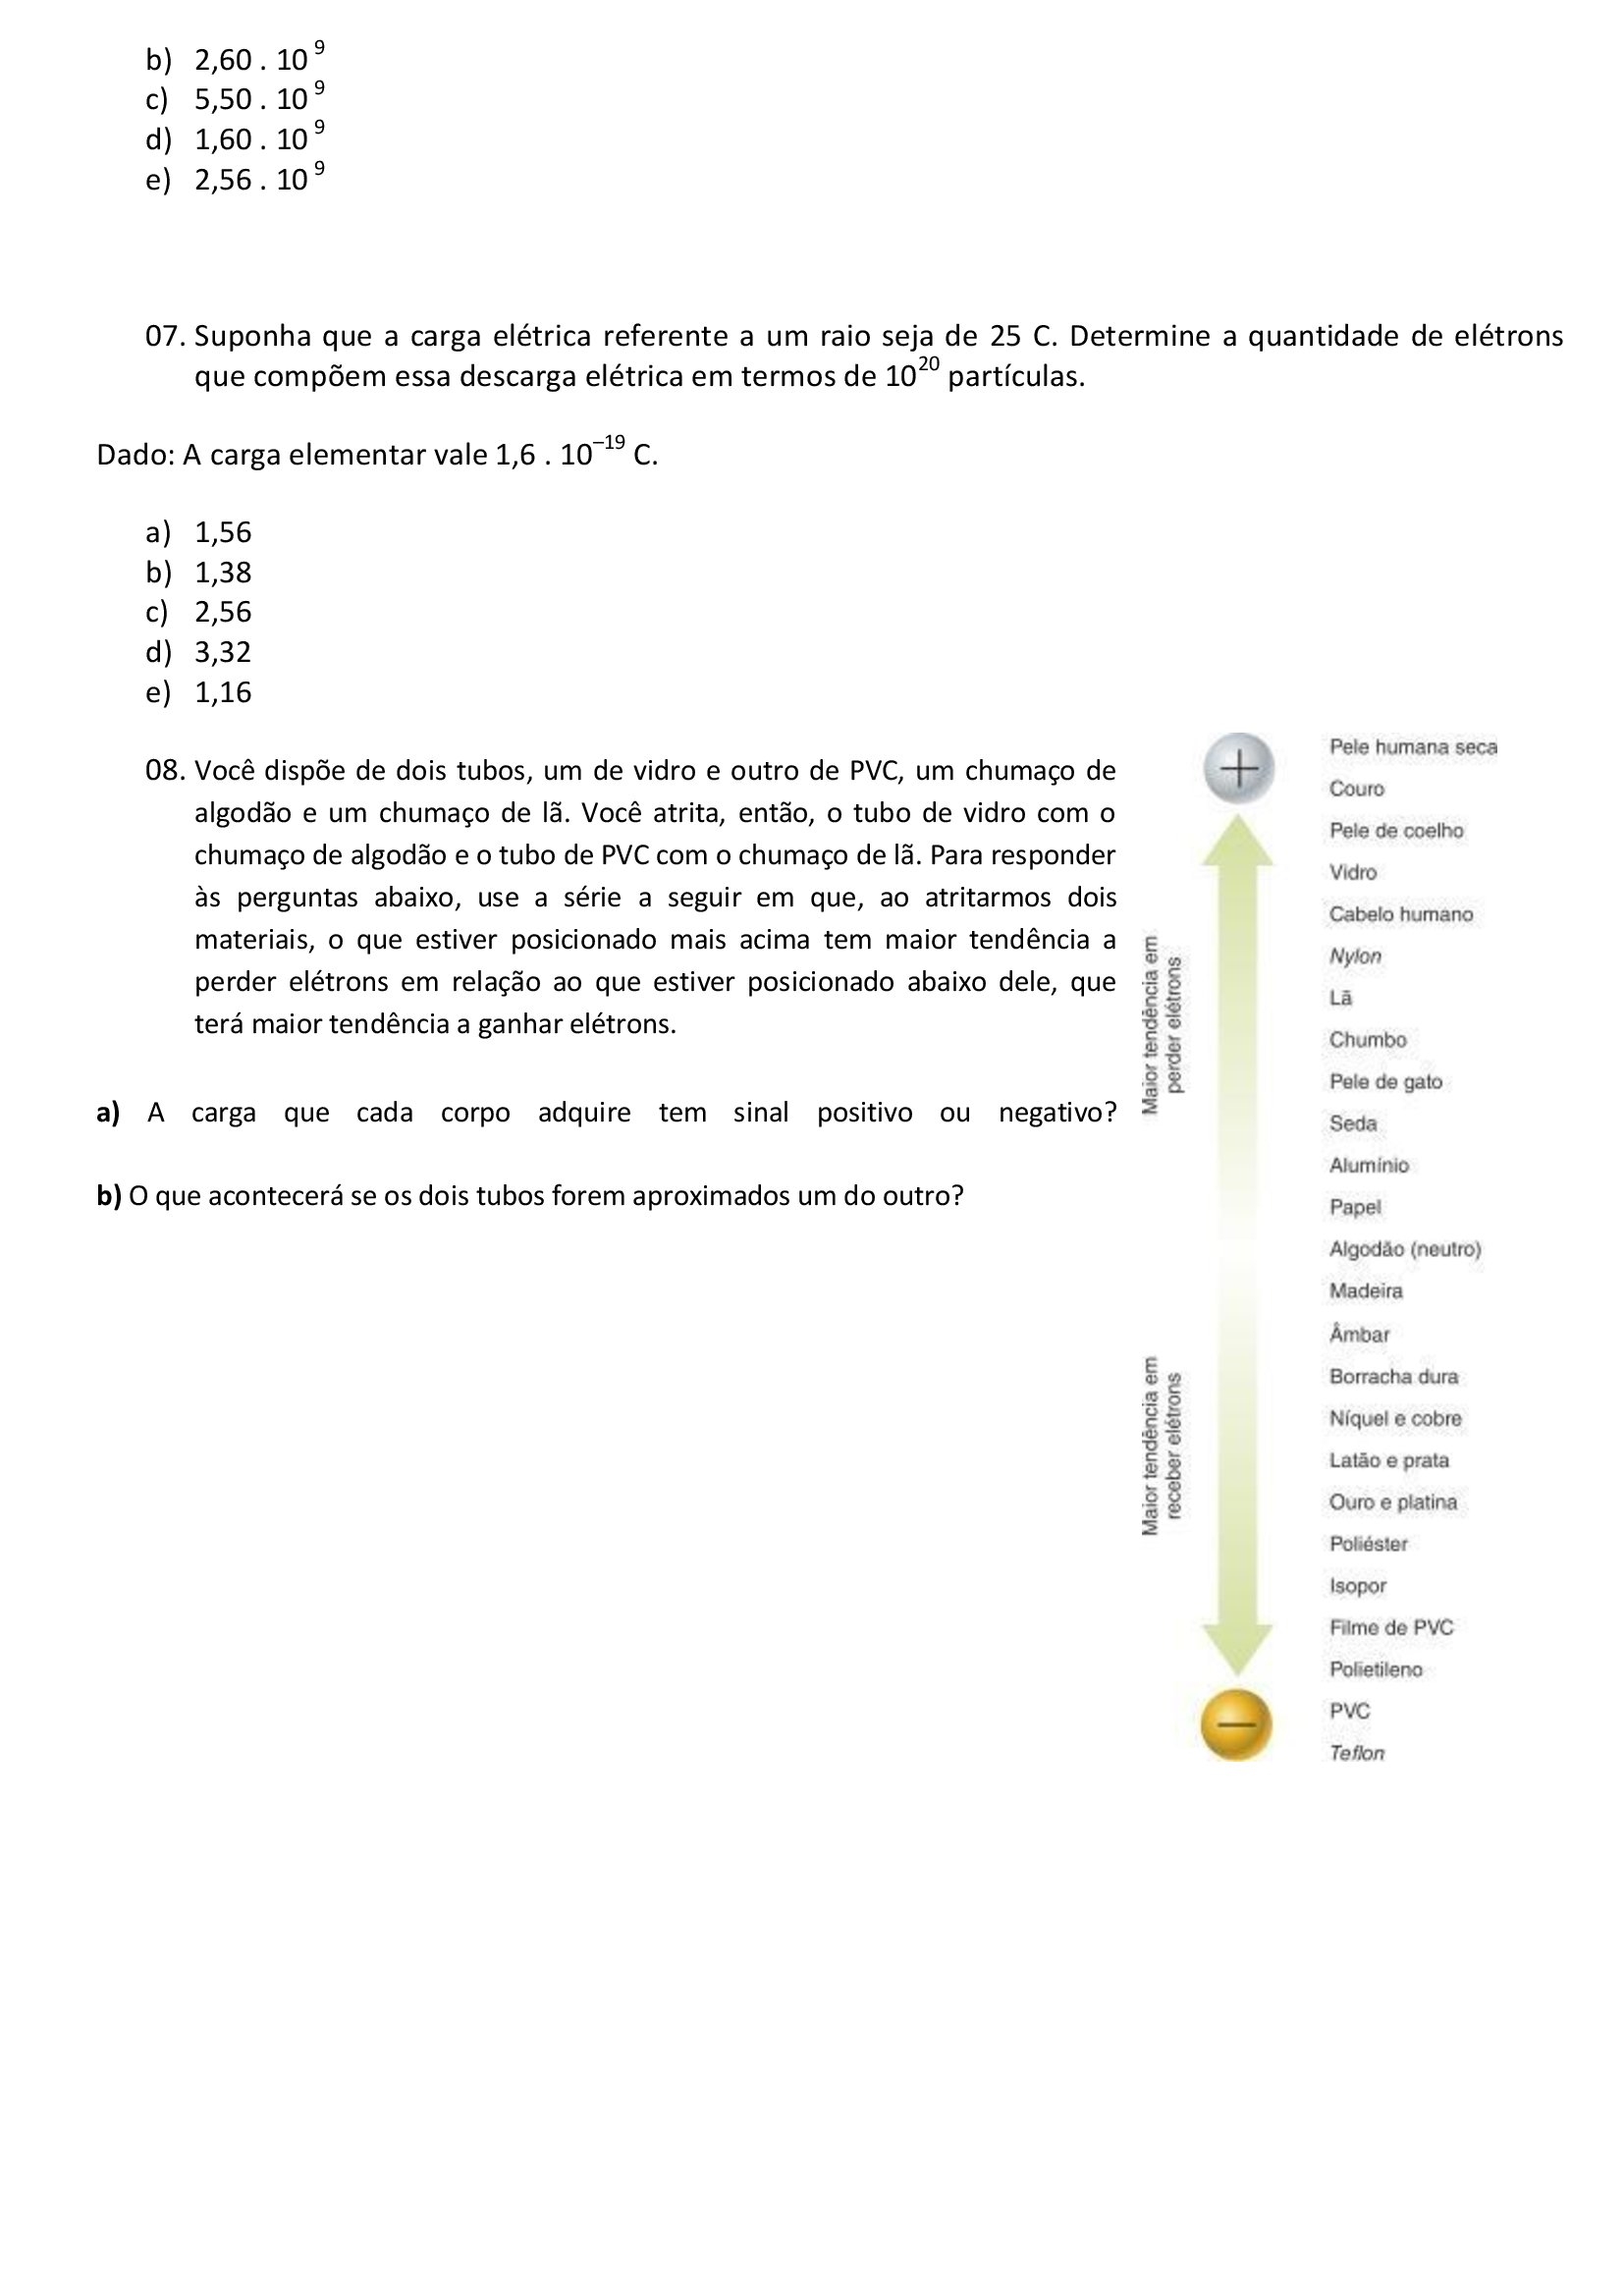 b) 2,60 . 10⁹
c) 5,50 . 10⁹
d) 1,60 . 10⁹
e) 2,56 . 10⁹
07. Suponha que a carga elétrica referente a um raio seja de 25 C. Determine a quantidade de elétrons
que compõem essa descarga elétrica em termos de 10²⁰ partículas.
Dado: A carga elementar vale 1,6 . 10⁻¹⁹ C.
a) 1,56
b) 1,38
c) 2,56
d) 3,32
e) 1,16
08. Você dispõe de dois tubos, um de vidro e outro de PVC, um chumaço de
algodão e um chumaço de lã. Você atrita, então, o tubo de vidro com o
chumaço de algodão e o tubo de PVC com o chumaço de lã. Para responder
às perguntas abaixo, use a série a seguir em que, ao atritarmos dois
materiais, o que estiver posicionado mais acima tem maior tendência a
perder elétrons em relação ao que estiver posicionado abaixo dele, que
terá maior tendência a ganhar elétrons.
a) A carga que cada corpo adquire tem sinal positivo ou negativo?
b) O que acontecerá se os dois tubos forem aproximados um do outro?
+
Maior tendência em
perder elétrons
Maior tendência em
receber elétrons
−
Pele humana seca
Couro
Pele de coelho
Vidro
Cabelo humano
Nylon
Lã
Chumbo
Pele de gato
Seda
Alumínio
Papel
Algodão (neutro)
Madeira
Âmbar
Borracha dura
Níquel e cobre
Latão e prata
Ouro e platina
Poliéster
Isopor
Filme de PVC
Polietileno
PVC
Teflon